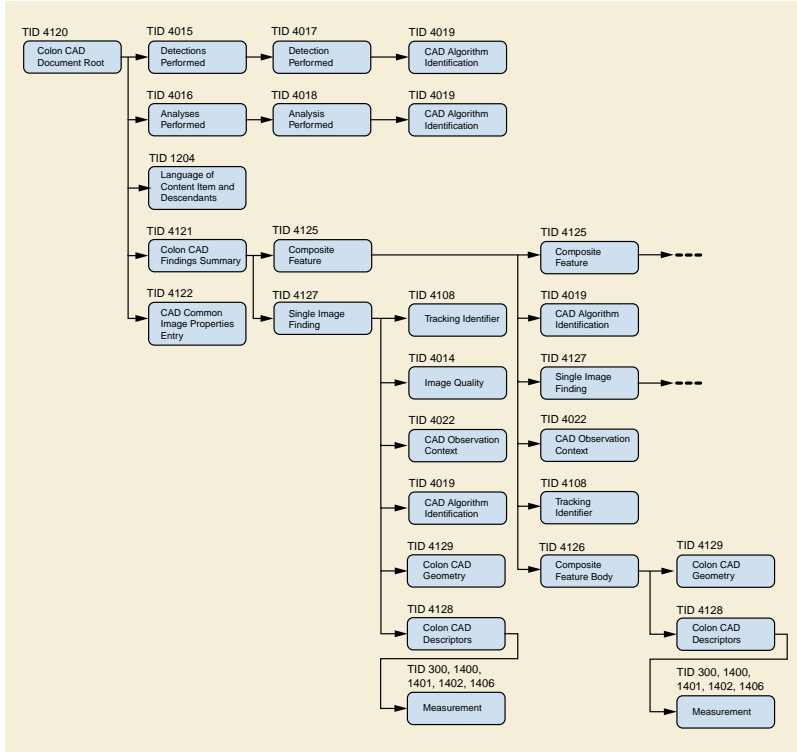 TID 4120
Colon CAD
Document Root
TID 4015
Detections
Performed
TID 4017
Detection
Performed
TID 4019
CAD Algorithm
Identification
TID 4016
Analyses
Performed
TID 4018
Analysis
Performed
TID 4019
CAD Algorithm
Identification
TID 1204
Language of
Content Item and
Descendants
TID 4121
Colon CAD
Findings Summary
TID 4125
Composite
Feature
TID 4125
Composite
Feature
TID 4122
CAD Common
Image Properties
Entry
TID 4127
Single Image
Finding
TID 4108
Tracking Identifier
TID 4019
CAD Algorithm
Identification
TID 4014
Image Quality
TID 4127
Single Image
Finding
TID 4022
CAD Observation
Context
TID 4022
CAD Observation
Context
TID 4019
CAD Algorithm
Identification
TID 4108
Tracking
Identifier
TID 4129
Colon CAD
Geometry
TID 4126
Composite
Feature Body
TID 4129
Colon CAD
Geometry
TID 4128
Colon CAD
Descriptors
TID 4128
Colon CAD
Descriptors
TID 300, 1400,
1401, 1402, 1406
Measurement
TID 300, 1400,
1401, 1402, 1406
Measurement